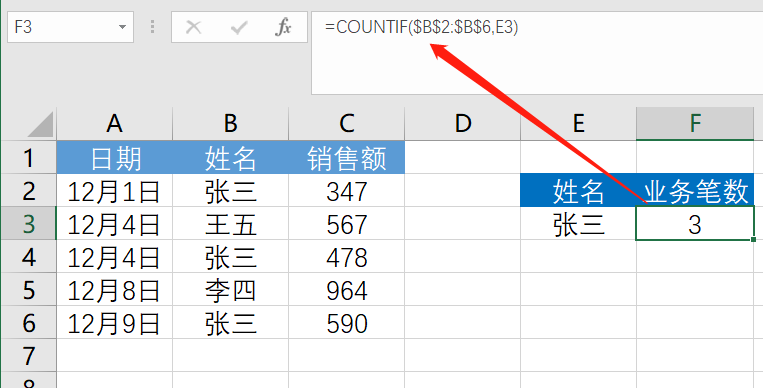 F3 fx =COUNTIF($B$2:$B$6,E3)
A B C D E F
1 日期 姓名 销售额
2 12月1日 张三 347 姓名 业务笔数
3 12月4日 王五 567 张三 3
4 12月4日 张三 478
5 12月8日 李四 964
6 12月9日 张三 590
7
8